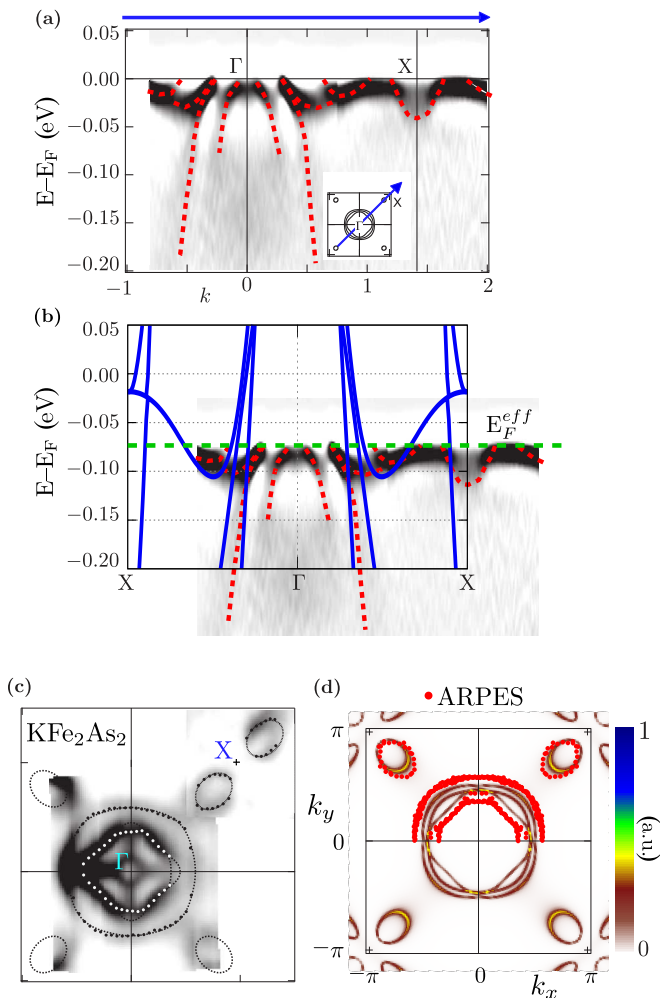 (a)
0.05
0.00
−0.05
−0.10
−0.15
−0.20
E−E_F (eV)
Γ
X
Γ
X
−1
0
1
2
k
(b)
0.05
0.00
−0.05
−0.10
−0.15
−0.20
E−E_F (eV)
E_F^{eff}
X
Γ
X
(c)
KFe₂As₂
X
Γ
(d)
ARPES
π
0
−π
k_y
−π
0
π
k_x
1
0
(a.u.)